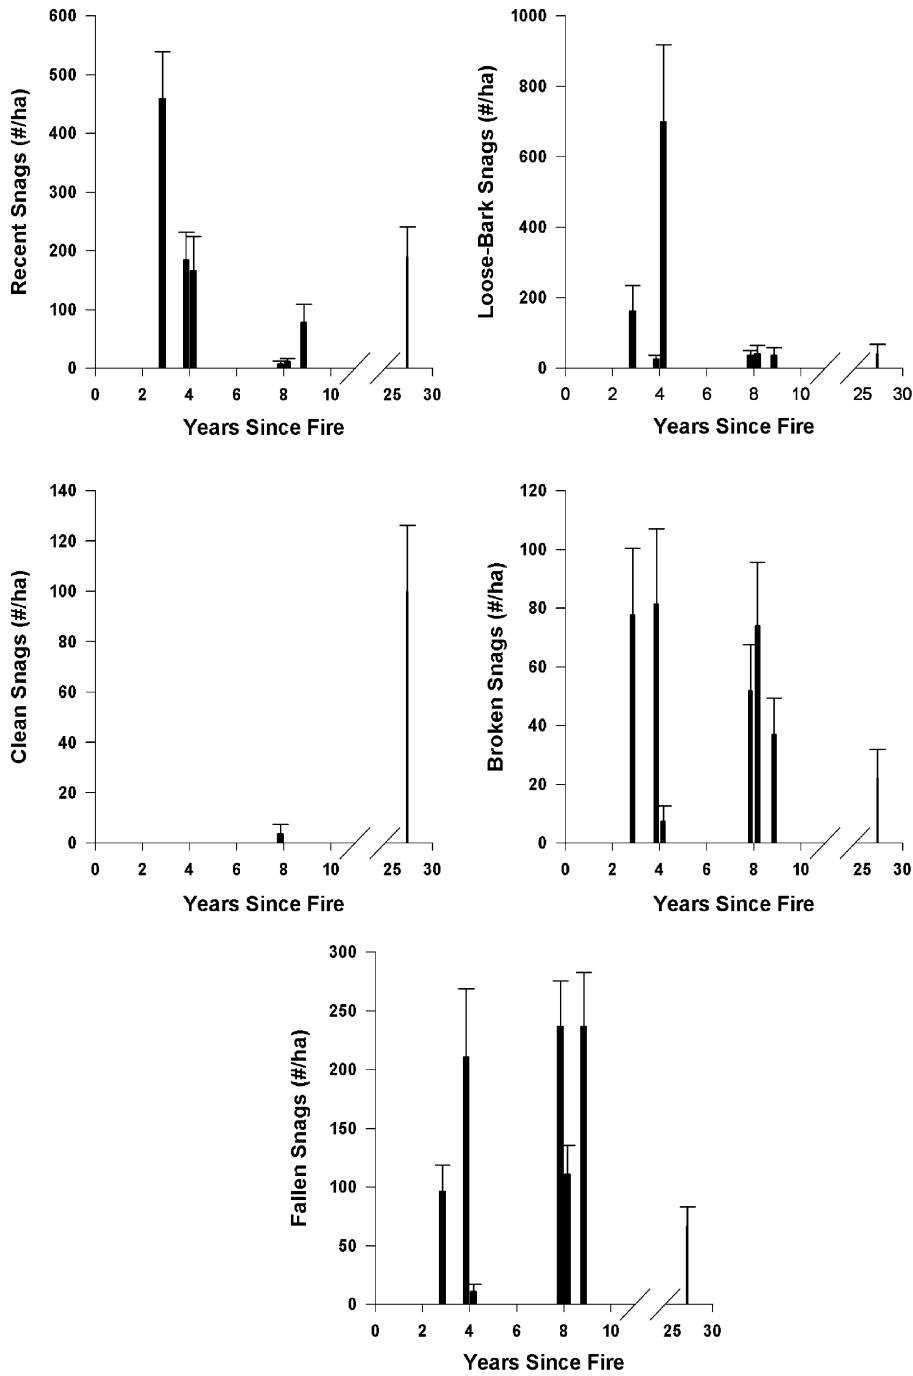 600
500
400
300
200
100
0
Recent Snags (#/ha)
0 2 4 6 8 10 25 30
Years Since Fire
1000
800
600
400
200
0
Loose-Bark Snags (#/ha)
0 2 4 6 8 10 25 30
Years Since Fire
140
120
100
80
60
40
20
0
Clean Snags (#/ha)
0 2 4 6 8 10 25 30
Years Since Fire
120
100
80
60
40
20
0
Broken Snags (#/ha)
0 2 4 6 8 10 25 30
Years Since Fire
300
250
200
150
100
50
0
Fallen Snags (#/ha)
0 2 4 6 8 10 25 30
Years Since Fire